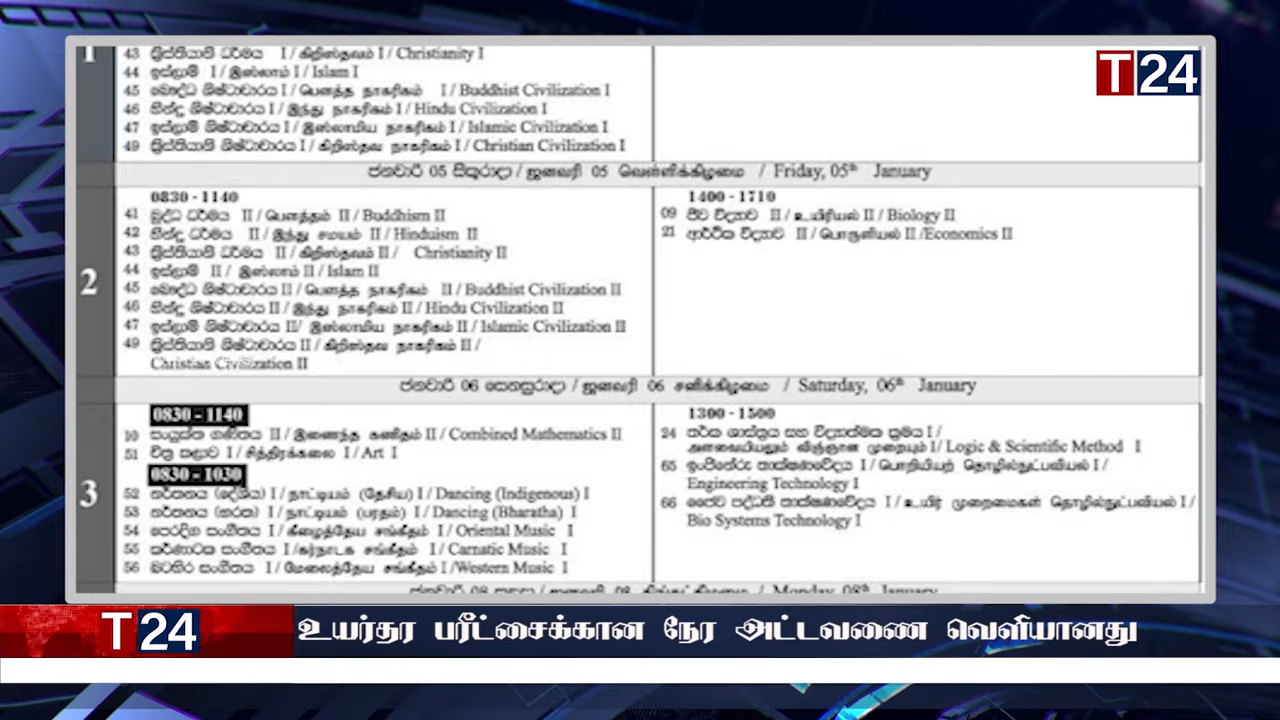 T24
1
43 ක්‍රිස්තියානි ධර්මය I / கிறிஸ்தவம் I / Christianity I
44 ඉස්ලාම් I / இஸ்லாம் I / Islam I
45 බෞද්ධ ශිෂ්ටාචාරය I / பௌத்த நாகரிகம் I / Buddhist Civilization I
46 හින්දු ශිෂ්ටාචාරය I / இந்து நாகரிகம் I / Hindu Civilization I
47 ඉස්ලාම් ශිෂ්ටාචාරය I / இஸ்லாமிய நாகரிகம் I / Islamic Civilization I
49 ක්‍රිස්තියානි ශිෂ්ටාචාරය I / கிறிஸ்தவ நாகரிகம் I / Christian Civilization I
ජනවාරි 05 සිකුරාදා / ஜனவரி 05 வெள்ளிக்கிழமை / Friday, 05th January
2
0830 - 1140
41 බුද්ධ ධර්මය II / பௌத்தம் II / Buddhism II
42 හින්දු ධර්මය II / இந்து சமயம் II / Hinduism II
43 ක්‍රිස්තියානි ධර්මය II / கிறிஸ்தவம் II / Christianity II
44 ඉස්ලාම් II / இஸ்லாம் II / Islam II
45 බෞද්ධ ශිෂ්ටාචාරය II / பௌத்த நாகரிகம் II / Buddhist Civilization II
46 හින්දු ශිෂ්ටාචාරය II / இந்து நாகரிகம் II / Hindu Civilization II
47 ඉස්ලාම් ශිෂ්ටාචාරය II/ இஸ்லாமிய நாகரிகம் II / Islamic Civilization II
49 ක්‍රිස්තියානි ශිෂ්ටාචාරය II / கிறிஸ்தவ நாகரிகம் II /
Christian Civilization II
1400 - 1710
09 ජීව විද්‍යාව II / உயிரியல் II / Biology II
21 ආර්ථික විද්‍යාව II / பொருளியல் II /Economics II
ජනවාරි 06 සෙනසුරාදා / ஜனவரி 06 சனிக்கிழமை / Saturday, 06th January
3
0830 - 1140
10 සංයුක්ත ගණිතය II / இணைந்த கணிதம் II / Combined Mathematics II
51 චිත්‍ර කලාව I / சித்திரக்கலை I / Art I
0830 - 1030
52 නර්තනය (දේශීය) I / நாட்டியம் (தேசிய) I / Dancing (Indigenous) I
53 නර්තනය (භරත) I / நாட்டியம் (பரதம்) I / Dancing (Bharatha) I
54 පෙරදිග සංගීතය I / கீழைத்தேய சங்கீதம் I / Oriental Music I
55 කර්ණාටක සංගීතය I /கர்நாடக சங்கீதம் I / Carnatic Music I
56 බටහිර සංගීතය I / மேலைத்தேய சங்கீதம் I /Western Music I
1300 - 1500
24 තර්ක ශාස්ත්‍රය සහ විද්‍යාත්මක ක්‍රමය I /
அளவையியலும் விஞ்ஞான முறையும் I/ Logic & Scientific Method I
65 ඉංජිනේරු තාක්ෂණවේදය I / பொறியியற் தொழில்நுட்பவியல் I /
Engineering Technology I
66 ජෛව පද්ධති තාක්ෂණවේදය I / உயிர் முறைமைகள் தொழில்நுட்பவியல் I /
Bio Systems Technology I
ජනවාරි 08 සඳුදා / ஜனவரி 08 திங்கட்கிழமை / Monday, 08th January
T24 உயர்தர பரீட்சைக்கான நேர அட்டவணை வெளியானது